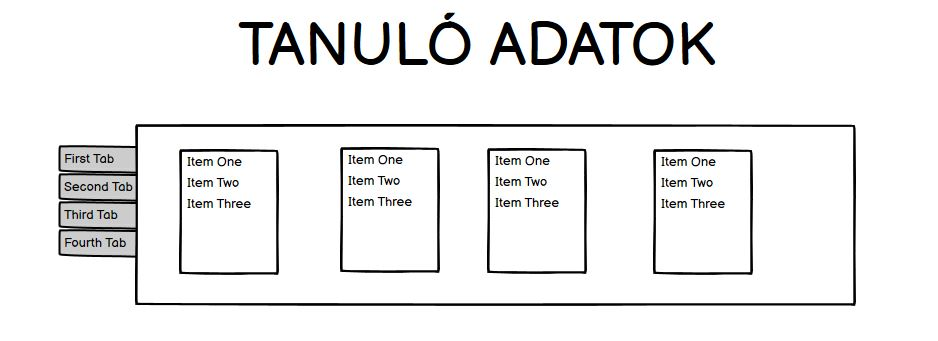 TANULÓ ADATOK
First Tab
Second Tab
Third Tab
Fourth Tab
Item One
Item Two
Item Three
Item One
Item Two
Item Three
Item One
Item Two
Item Three
Item One
Item Two
Item Three